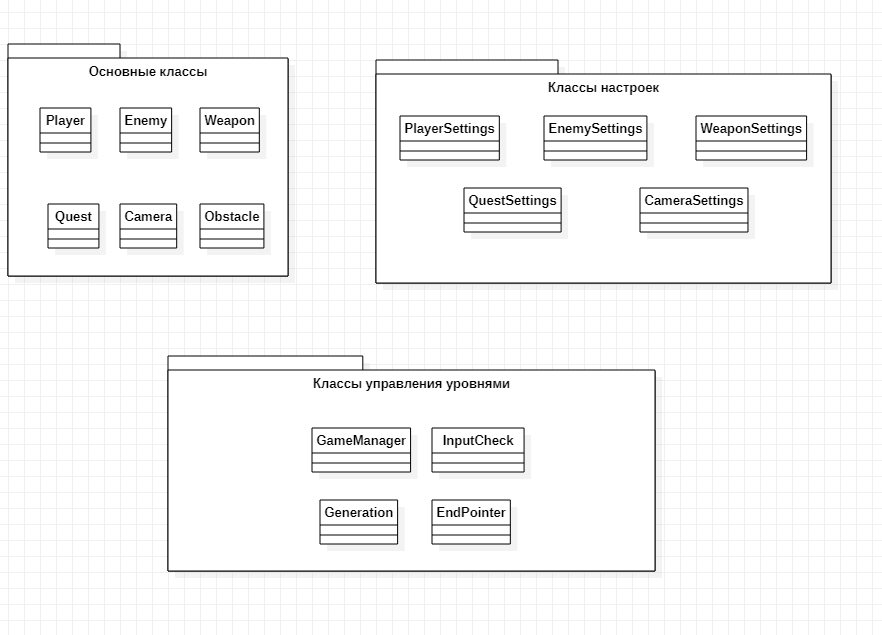 Основные классы
Player Enemy Weapon
Quest Camera Obstacle
Классы настроек
PlayerSettings EnemySettings WeaponSettings
QuestSettings CameraSettings
Классы управления уровнями
GameManager InputCheck
Generation EndPointer